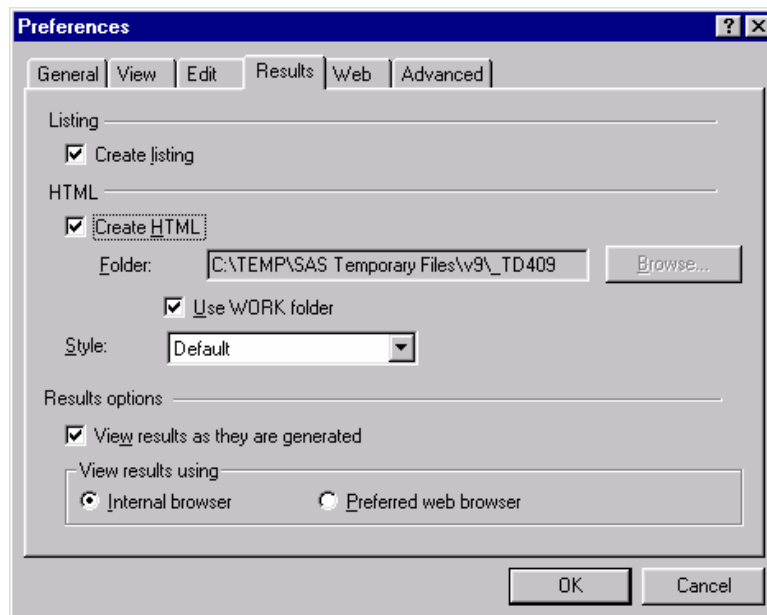 Preferences
General View Edit Results Web Advanced
Listing
Create listing
HTML
Create HTML
Folder: C:\TEMP\SAS Temporary Files\v9\_TD409 Browse...
Use WORK folder
Style: Default
Results options
View results as they are generated
View results using
Internal browser Preferred web browser
OK Cancel